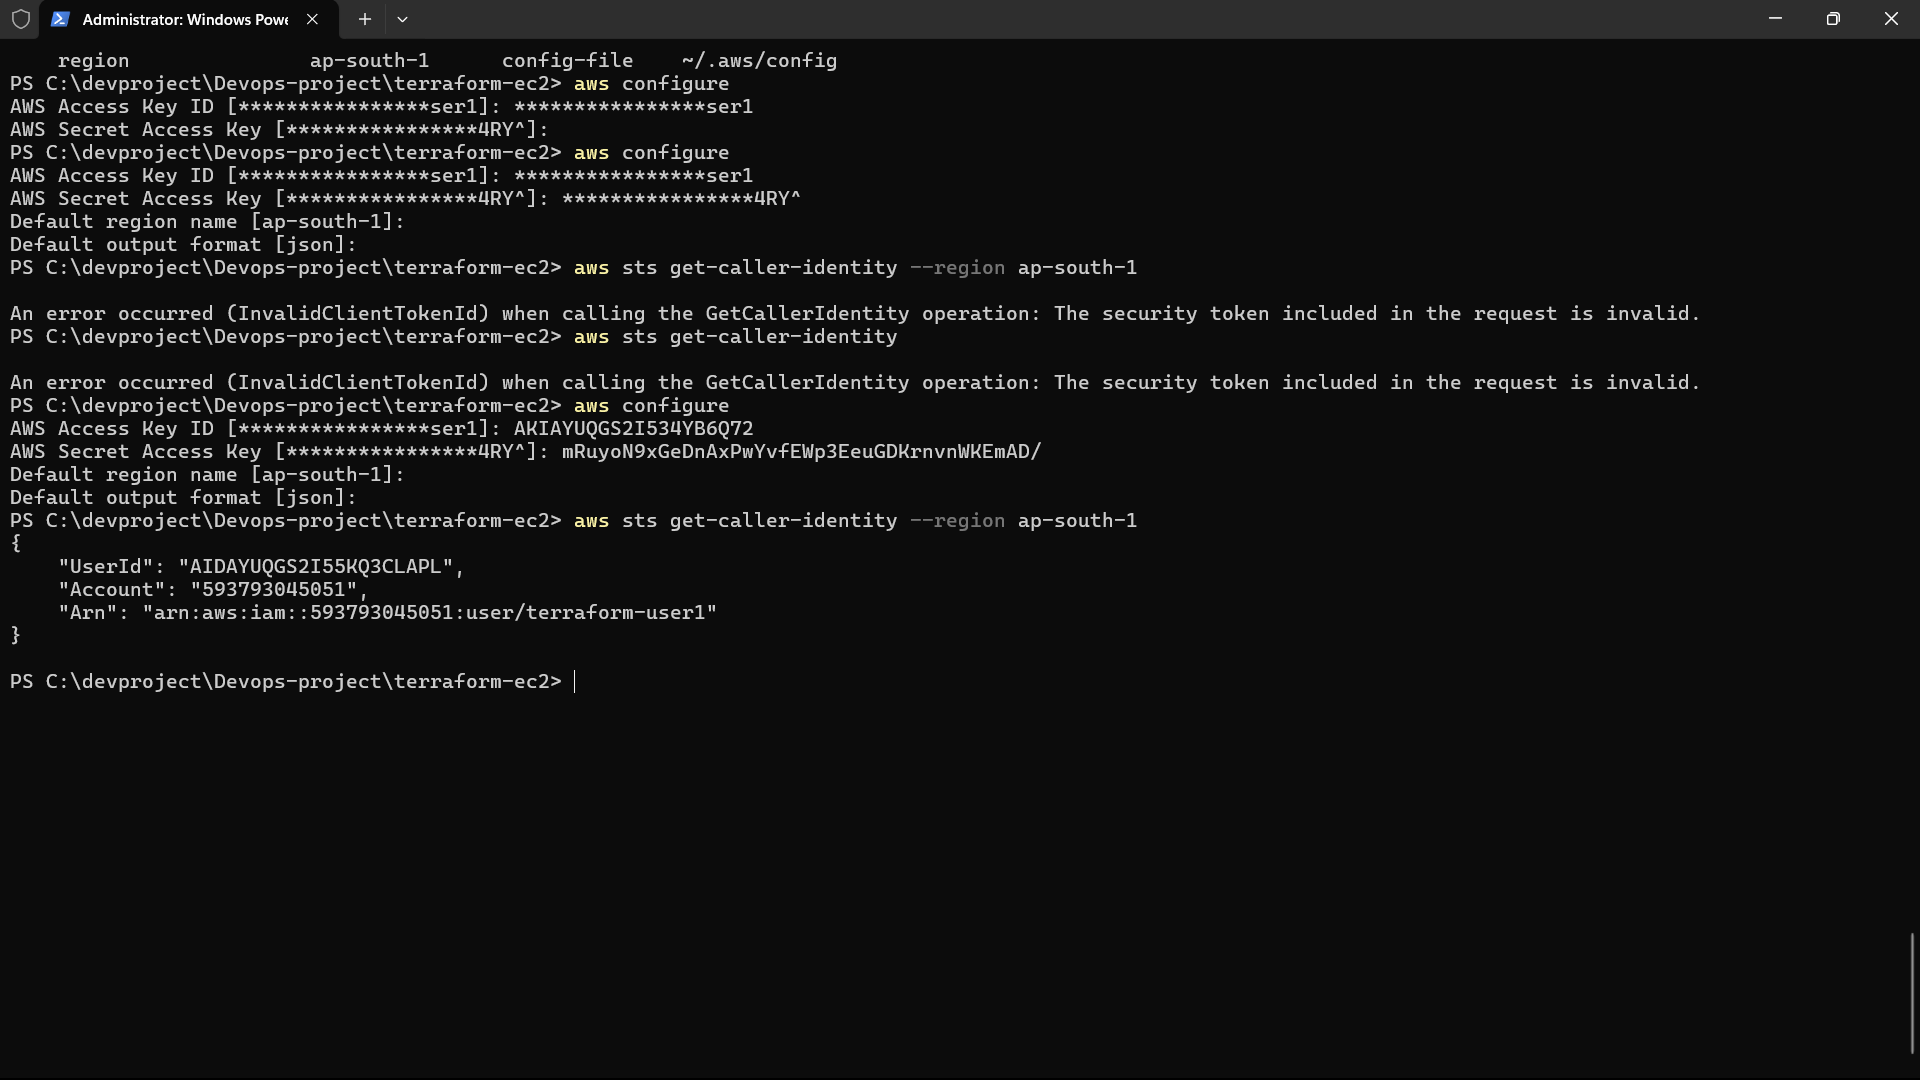 Administrator: Windows Powe
region ap-south-1 config-file ~/.aws/config
PS C:\devproject\Devops-project\terraform-ec2> aws configure
AWS Access Key ID [****************ser1]: ****************ser1
AWS Secret Access Key [****************4RY^]:
PS C:\devproject\Devops-project\terraform-ec2> aws configure
AWS Access Key ID [****************ser1]: ****************ser1
AWS Secret Access Key [****************4RY^]: ****************4RY^
Default region name [ap-south-1]:
Default output format [json]:
PS C:\devproject\Devops-project\terraform-ec2> aws sts get-caller-identity --region ap-south-1
An error occurred (InvalidClientTokenId) when calling the GetCallerIdentity operation: The security token included in the request is invalid.
PS C:\devproject\Devops-project\terraform-ec2> aws sts get-caller-identity
An error occurred (InvalidClientTokenId) when calling the GetCallerIdentity operation: The security token included in the request is invalid.
PS C:\devproject\Devops-project\terraform-ec2> aws configure
AWS Access Key ID [****************ser1]: AKIAYUQGS2I534YB6Q72
AWS Secret Access Key [****************4RY^]: 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
Default region name [ap-south-1]:
Default output format [json]:
PS C:\devproject\Devops-project\terraform-ec2> aws sts get-caller-identity --region ap-south-1
{
"UserId": "AIDAYUQGS2I55KQ3CLAPL",
"Account": "593793045051",
"Arn": "arn:aws:iam::593793045051:user/terraform-user1"
}
PS C:\devproject\Devops-project\terraform-ec2>